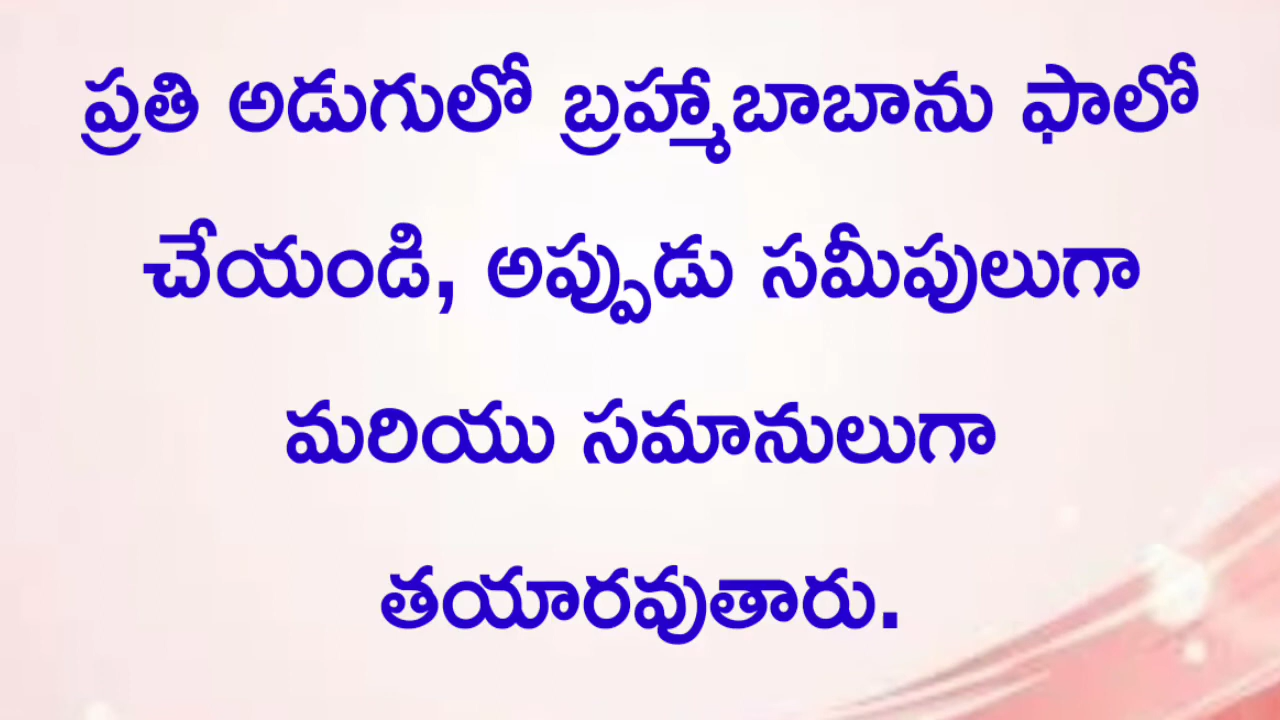 ప్రతి అడుగులో బ్రహ్మాబాబాను ఫాలో
చేయండి, అప్పుడు సమీపులుగా
మరియు సమానులుగా
తయారవుతారు.